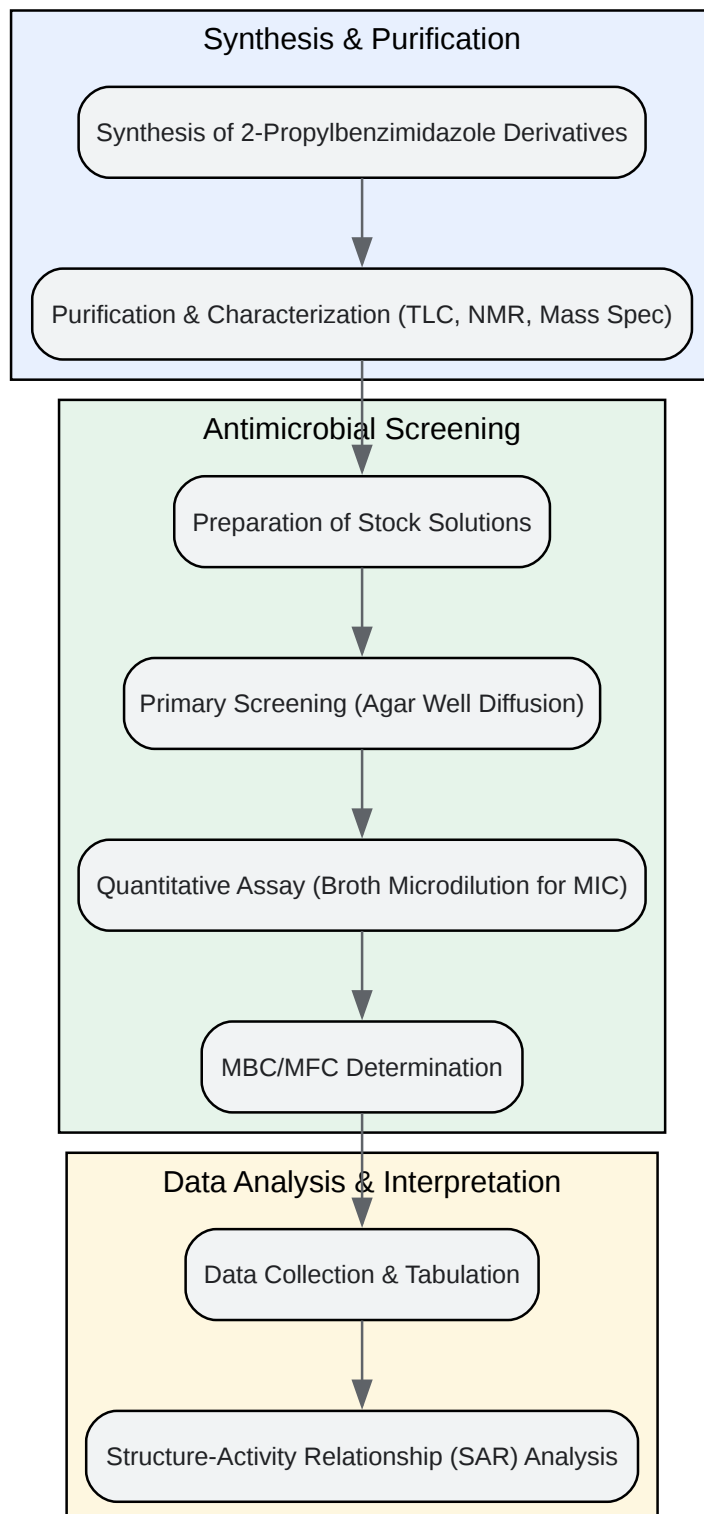 Synthesis & Purification
Synthesis of 2-Propylbenzimidazole Derivatives
Purification & Characterization (TLC, NMR, Mass Spec)
Antimicrobial Screening
Preparation of Stock Solutions
Primary Screening (Agar Well Diffusion)
Quantitative Assay (Broth Microdilution for MIC)
MBC/MFC Determination
Data Analysis & Interpretation
Data Collection & Tabulation
Structure-Activity Relationship (SAR) Analysis